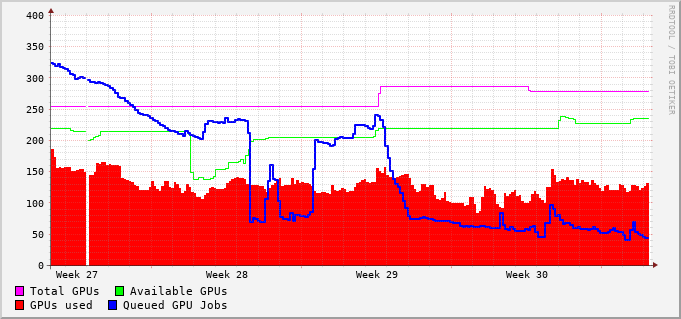 400
350
300
250
200
150
100
50
0
Week 27 Week 28 Week 29 Week 30
Total GPUs Available GPUs
GPUs used Queued GPU Jobs
RRDTOOL / TOBI OETIKER